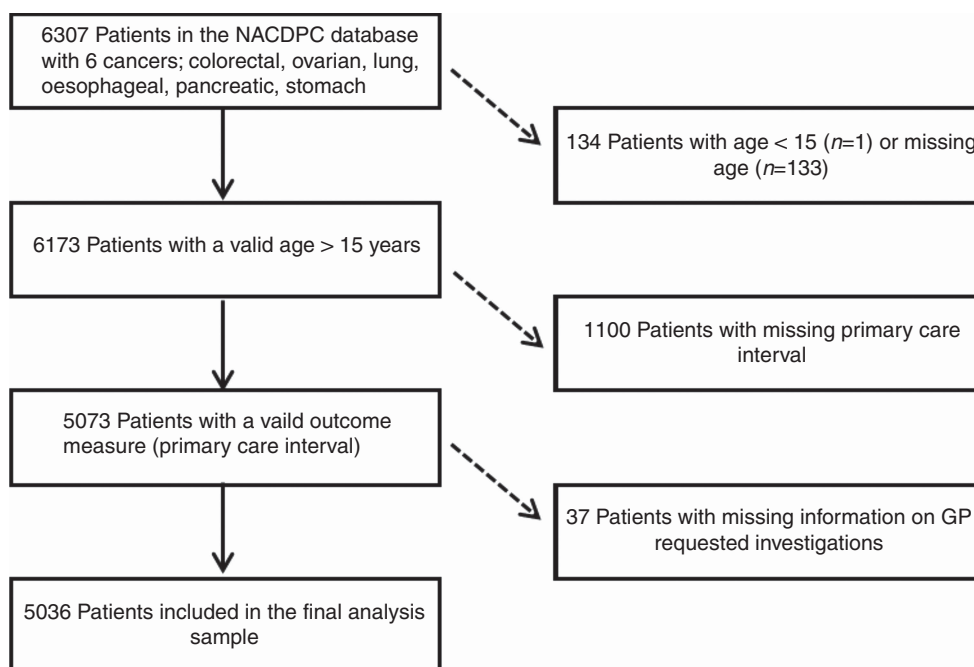 6307 Patients in the NACDPC database
with 6 cancers; colorectal, ovarian, lung,
oesophageal, pancreatic, stomach
134 Patients with age < 15 (n=1) or missing
age (n=133)
6173 Patients with a valid age > 15 years
1100 Patients with missing primary care
interval
5073 Patients with a vaild outcome
measure (primary care interval)
37 Patients with missing information on GP
requested investigations
5036 Patients included in the final analysis
sample